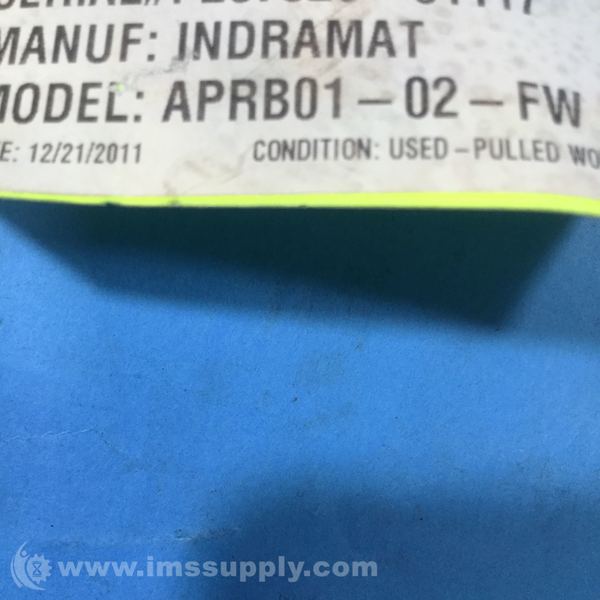 MANUF: INDRAMAT
MODEL: APRB01-02-FW
12/21/2011 CONDITION: USED-PULLED
www.imssupply.com